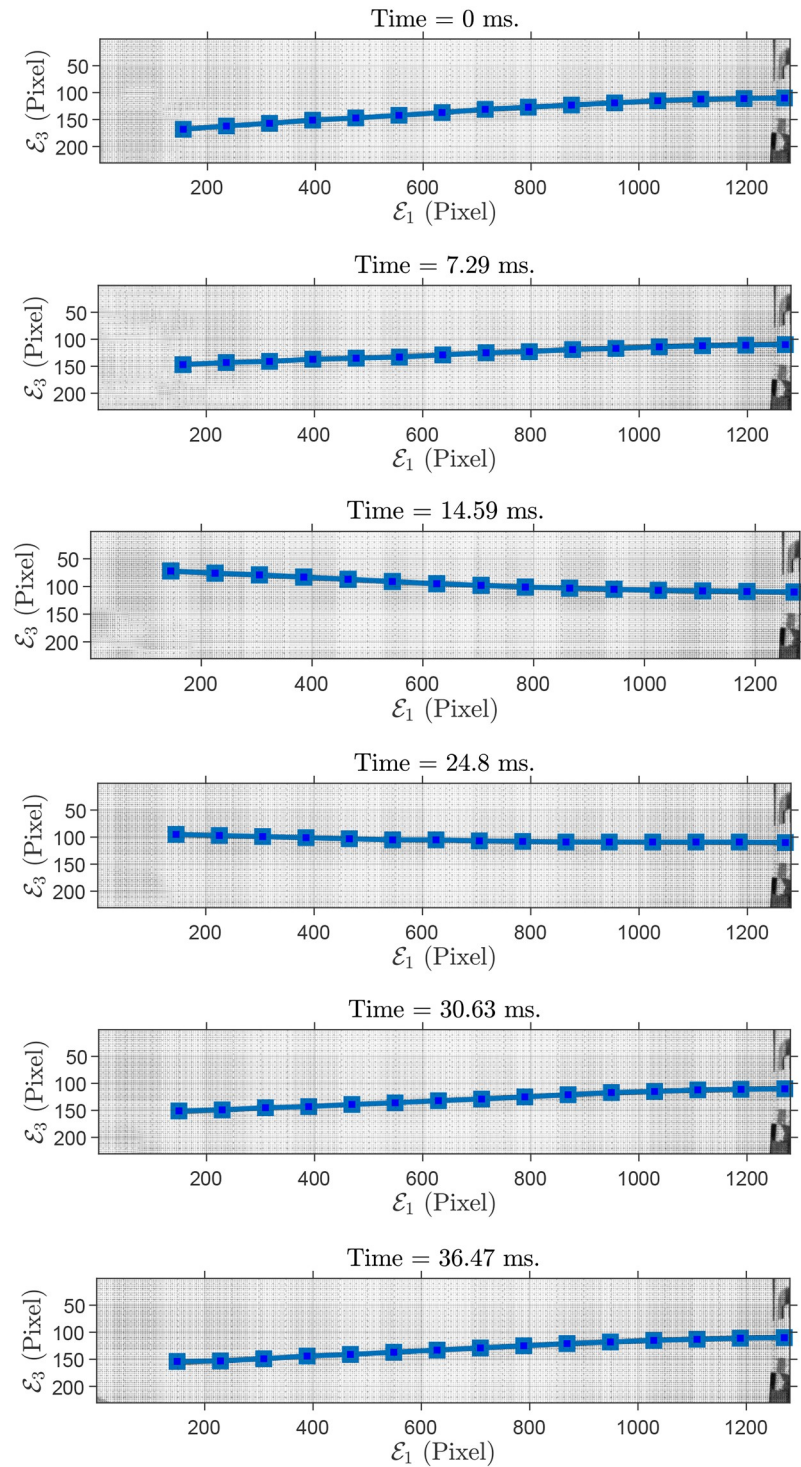 Time = 0 ms.
50
100
150
200
ℰ₃ (Pixel)
200 400 600 800 1000 1200
ℰ₁ (Pixel)
Time = 7.29 ms.
50
100
150
200
ℰ₃ (Pixel)
200 400 600 800 1000 1200
ℰ₁ (Pixel)
Time = 14.59 ms.
50
100
150
200
ℰ₃ (Pixel)
200 400 600 800 1000 1200
ℰ₁ (Pixel)
Time = 24.8 ms.
50
100
150
200
ℰ₃ (Pixel)
200 400 600 800 1000 1200
ℰ₁ (Pixel)
Time = 30.63 ms.
50
100
150
200
ℰ₃ (Pixel)
200 400 600 800 1000 1200
ℰ₁ (Pixel)
Time = 36.47 ms.
50
100
150
200
ℰ₃ (Pixel)
200 400 600 800 1000 1200
ℰ₁ (Pixel)